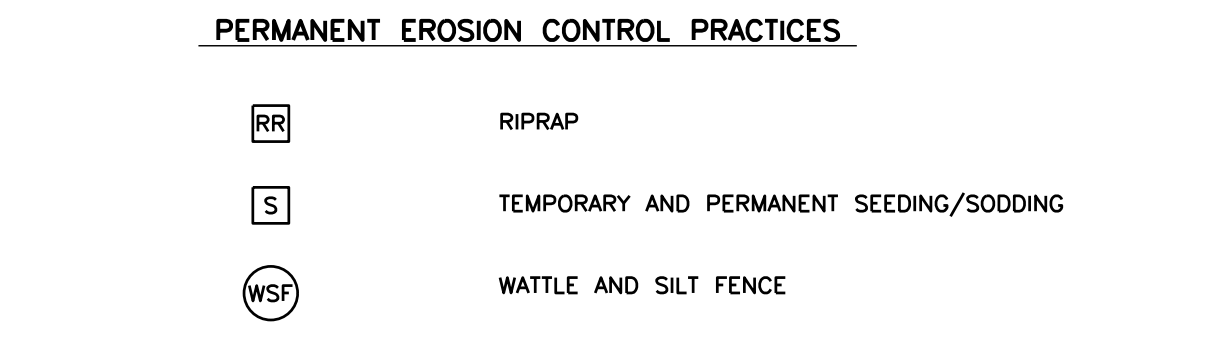 PERMANENT EROSION CONTROL PRACTICES
RR RIPRAP
S TEMPORARY AND PERMANENT SEEDING/SODDING
WSF WATTLE AND SILT FENCE